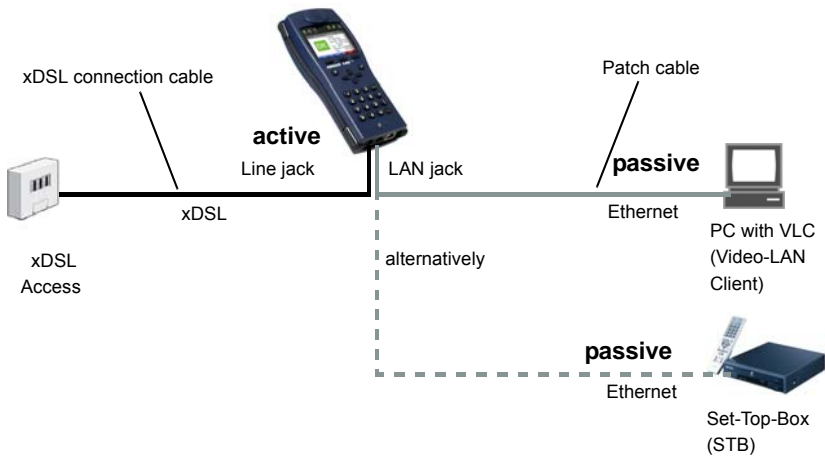 xDSL connection cable
Patch cable
active
passive
Line jack
LAN jack
xDSL
Ethernet
xDSL
Access
PC with VLC
(Video-LAN
Client)
alternatively
passive
Ethernet
Set-Top-Box
(STB)